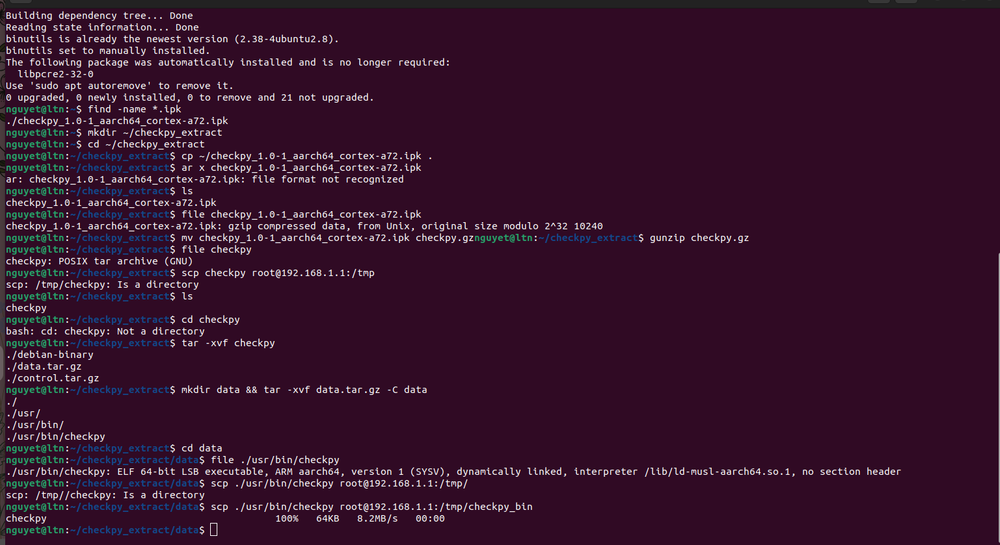 Building dependency tree... Done
Reading state information... Done
binutils is already the newest version (2.38-4ubuntu2.8).
binutils set to manually installed.
The following package was automatically installed and is no longer required:
  libpcre2-32-0
Use 'sudo apt autoremove' to remove it.
0 upgraded, 0 newly installed, 0 to remove and 21 not upgraded.
nguyet@ltn:~$ find -name *.ipk
./checkpy_1.0-1_aarch64_cortex-a72.ipk
nguyet@ltn:~$ mkdir ~/checkpy_extract
nguyet@ltn:~$ cd ~/checkpy_extract
nguyet@ltn:~/checkpy_extract$ cp ~/checkpy_1.0-1_aarch64_cortex-a72.ipk .
nguyet@ltn:~/checkpy_extract$ ar x checkpy_1.0-1_aarch64_cortex-a72.ipk
ar: checkpy_1.0-1_aarch64_cortex-a72.ipk: file format not recognized
nguyet@ltn:~/checkpy_extract$ ls
checkpy_1.0-1_aarch64_cortex-a72.ipk
nguyet@ltn:~/checkpy_extract$ file checkpy_1.0-1_aarch64_cortex-a72.ipk
checkpy_1.0-1_aarch64_cortex-a72.ipk: gzip compressed data, from Unix, original size modulo 2^32 10240
nguyet@ltn:~/checkpy_extract$ mv checkpy_1.0-1_aarch64_cortex-a72.ipk checkpy.gznguyet@ltn:~/checkpy_extract$ gunzip checkpy.gz
nguyet@ltn:~/checkpy_extract$ file checkpy
checkpy: POSIX tar archive (GNU)
nguyet@ltn:~/checkpy_extract$ scp checkpy root@192.168.1.1:/tmp
scp: /tmp/checkpy: Is a directory
nguyet@ltn:~/checkpy_extract$ ls
checkpy
nguyet@ltn:~/checkpy_extract$ cd checkpy
bash: cd: checkpy: Not a directory
nguyet@ltn:~/checkpy_extract$ tar -xvf checkpy
./debian-binary
./data.tar.gz
./control.tar.gz
nguyet@ltn:~/checkpy_extract$ mkdir data && tar -xvf data.tar.gz -C data
./
./usr/
./usr/bin/
./usr/bin/checkpy
nguyet@ltn:~/checkpy_extract$ cd data
nguyet@ltn:~/checkpy_extract/data$ file ./usr/bin/checkpy
./usr/bin/checkpy: ELF 64-bit LSB executable, ARM aarch64, version 1 (SYSV), dynamically linked, interpreter /lib/ld-musl-aarch64.so.1, no section header
nguyet@ltn:~/checkpy_extract/data$ scp ./usr/bin/checkpy root@192.168.1.1:/tmp/
scp: /tmp//checkpy: Is a directory
nguyet@ltn:~/checkpy_extract/data$ scp ./usr/bin/checkpy root@192.168.1.1:/tmp/checkpy_bin
checkpy                                       100%   64KB   8.2MB/s   00:00
nguyet@ltn:~/checkpy_extract/data$